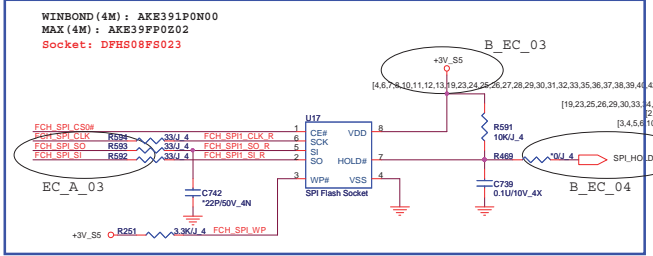 WINBOND(4M): AKE391P0N00
MAX(4M): AKE39FP0Z02
Socket: DFHS08FS023
B_EC_03
+3V_S5
[4,6,7,8,10,11,12,13,19,23,24,25,26,27,28,29,30,31,32,33,35,36,37,38,39,40,4
[19,23,25,26,29,30,33,34,
[3,4,5,6,10
U17
FCH_SPI_CS0#
1 CE# VDD 8
FCH_SPI_CLK R594 33/J_4 FCH_SPI1_CLK_R 6 SCK
FCH_SPI_SO R593 33/J_4 FCH_SPI1_SO_R 5 SI
FCH_SPI_SI R592 33/J_4 FCH_SPI1_SI_R 2 SO HOLD# 7
3 WP# VSS 4
SPI Flash Socket
R591
10K/J_4
R469 *0/J_4 SPI_HOLD
EC_A_03
C742
*22P/50V_4N
C739
0.1U/10V_4X
B_EC_04
+3V_S5 R251 3.3K/J_4 FCH_SPI_WP